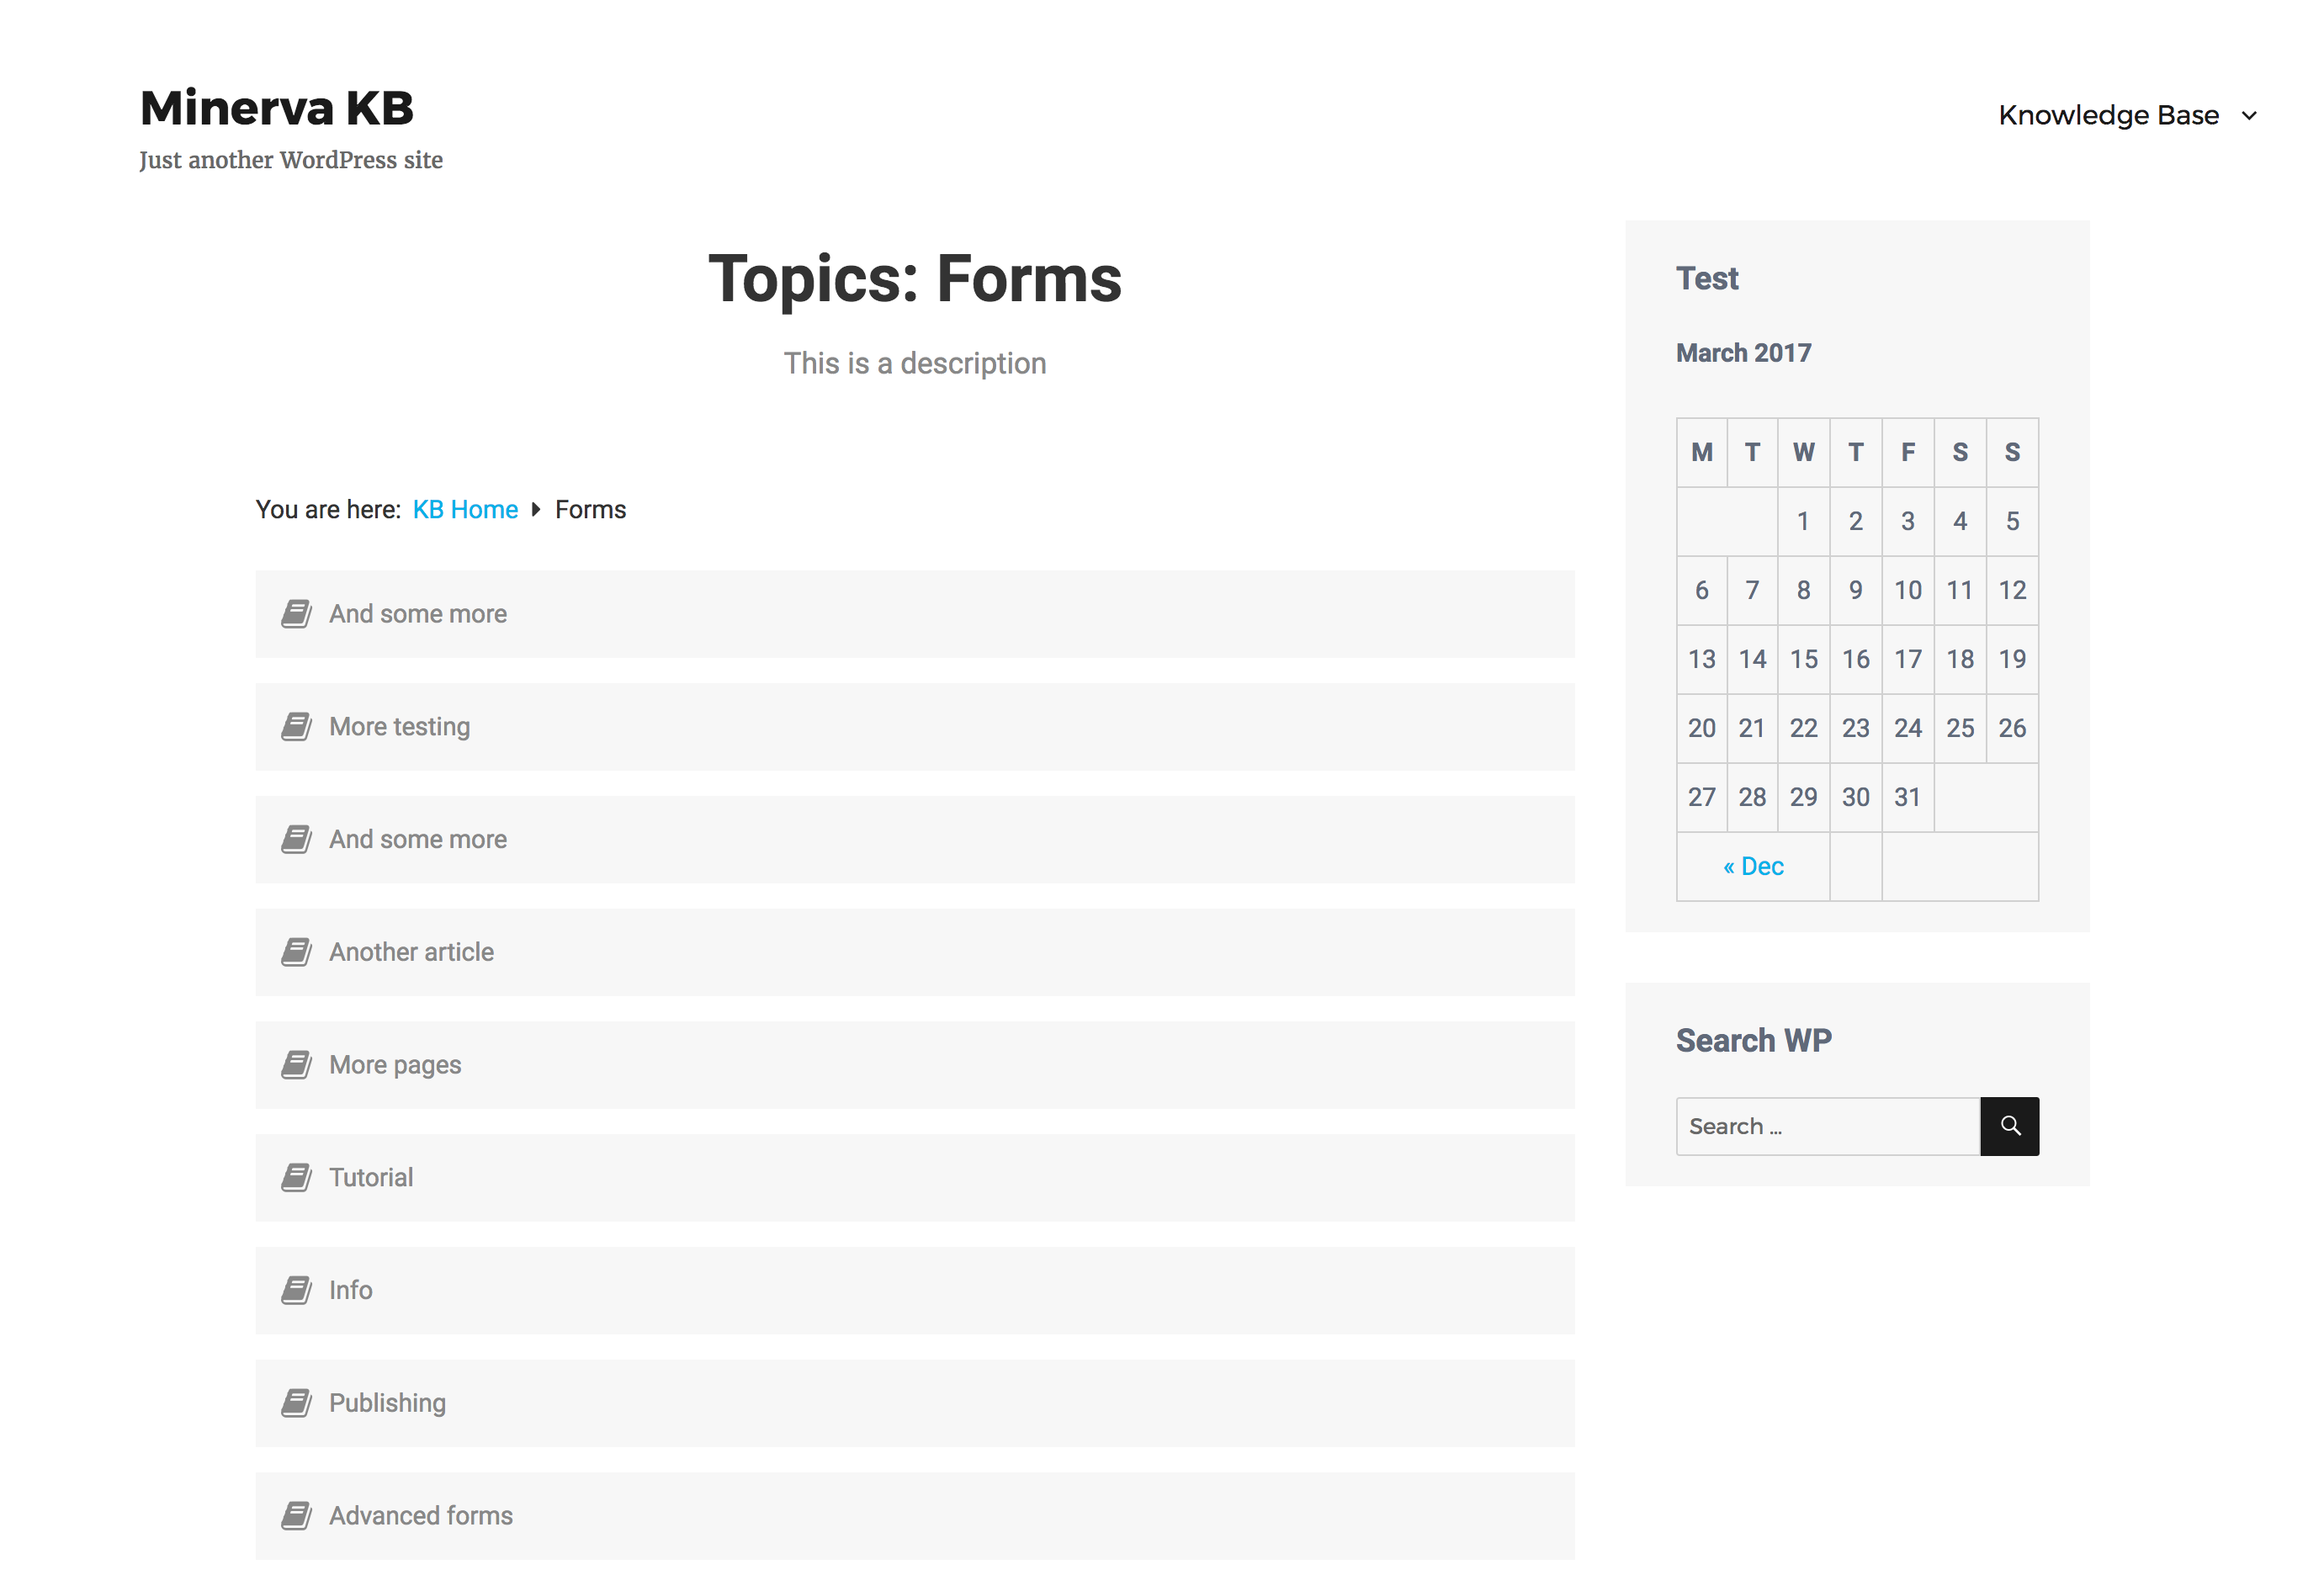 Minerva KB
Just another WordPress site
Knowledge Base
Topics: Forms
This is a description
You are here: KB Home Forms
And some more
More testing
And some more
Another article
More pages
Tutorial
Info
Publishing
Advanced forms
Test
March 2017
M T W T F S S
1 2 3 4 5
6 7 8 9 10 11 12
13 14 15 16 17 18 19
20 21 22 23 24 25 26
27 28 29 30 31
« Dec
Search WP
Search ...